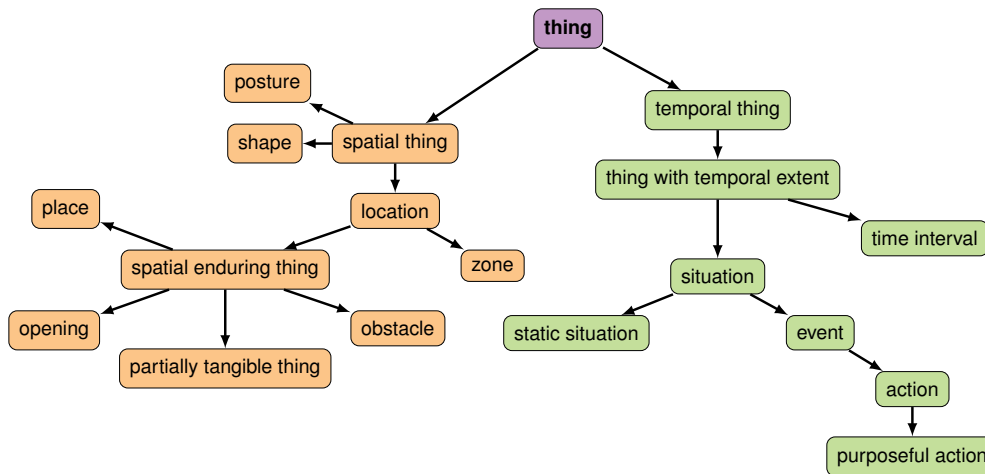 thing
posture
temporal thing
shape
spatial thing
thing with temporal extent
place
location
time interval
spatial enduring thing
zone
situation
opening
obstacle
static situation
event
partially tangible thing
action
purposeful action